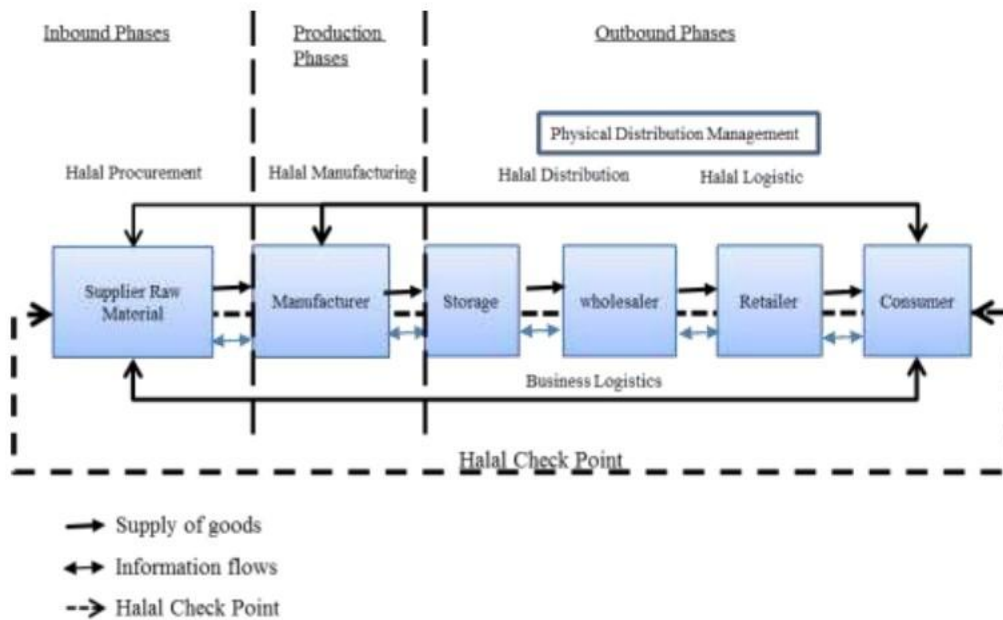 Inbound Phases
Production
Phases
Outbound Phases
Physical Distribution Management
Halal Procurement
Halal Manufacturing
Halal Distribution
Halal Logistic
Supplier Raw
Material
Manufacturer
Storage
wholesaler
Retailer
Consumer
Business Logistics
Halal Check Point
Supply of goods
Information flows
Halal Check Point